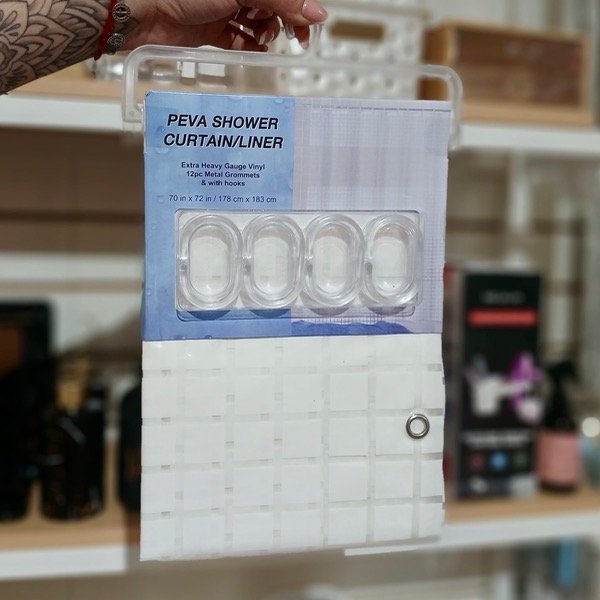 PEVA SHOWER
CURTAIN/LINER
Extra Heavy Gauge Vinyl
12pc Metal Grommets
& with hooks
70 in x 72 in / 178 cm x 183 cm